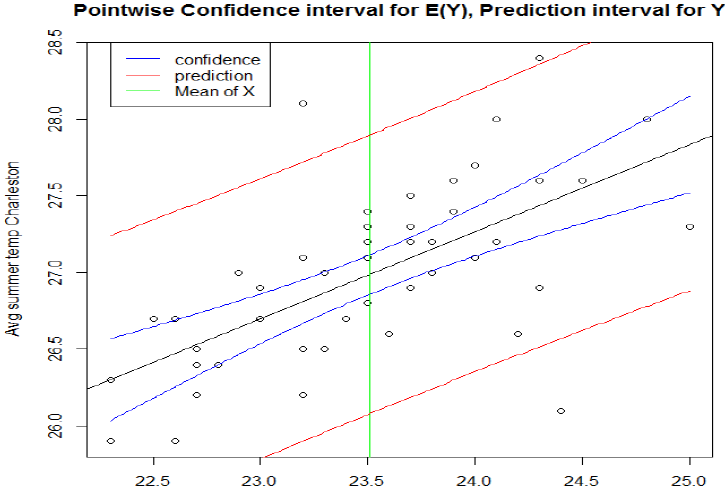 Pointwise Confidence interval for E(Y), Prediction interval for Y
confidence
prediction
Mean of X
Avg summer temp Charleston
28.5
28.0
27.5
27.0
26.5
26.0
22.5 23.0 23.5 24.0 24.5 25.0